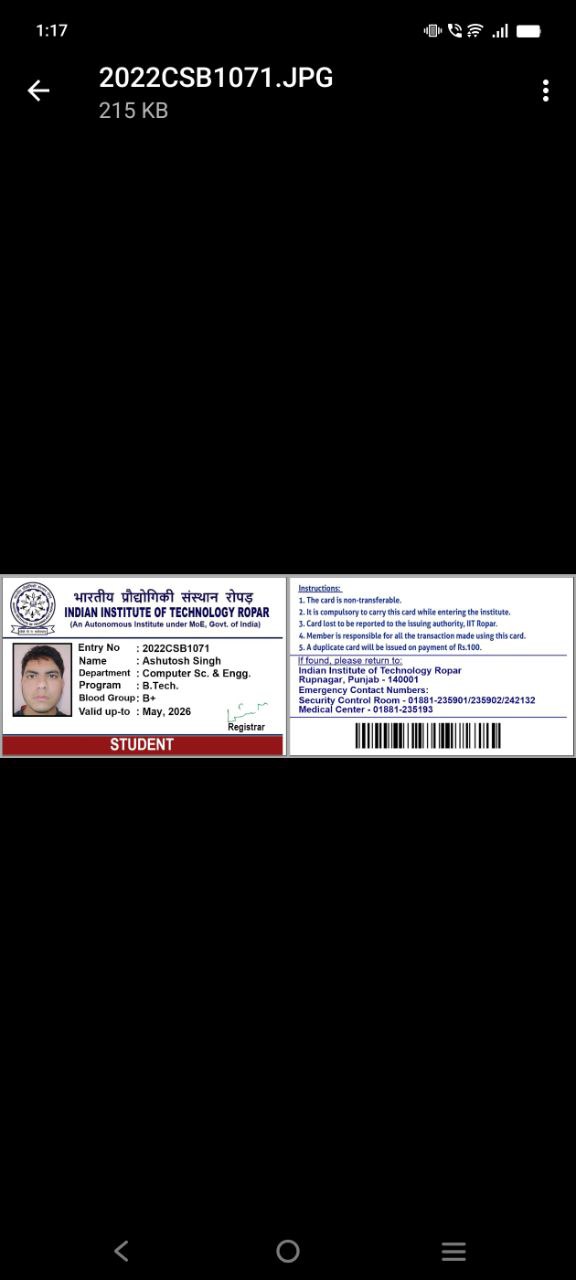 1:17
2022CSB1071.JPG
215 KB
भारतीय प्रौद्योगिकी संस्थान रोपड़
INDIAN INSTITUTE OF TECHNOLOGY ROPAR
(An Autonomous Institute under MoE, Govt. of India)
Entry No : 2022CSB1071
Name : Ashutosh Singh
Department : Computer Sc. & Engg.
Program : B.Tech.
Blood Group : B+
Valid up-to : May, 2026
Registrar
STUDENT
Instructions:
1. The card is non-transferable.
2. It is compulsory to carry this card while entering the institute.
3. Card lost to be reported to the issuing authority, IIT Ropar.
4. Member is responsible for all the transaction made using this card.
5. A duplicate card will be issued on payment of Rs.100.
If found, please return to:
Indian Institute of Technology Ropar
Rupnagar, Punjab - 140001
Emergency Contact Numbers:
Security Control Room - 01881-235901/235902/242132
Medical Center - 01881-235193